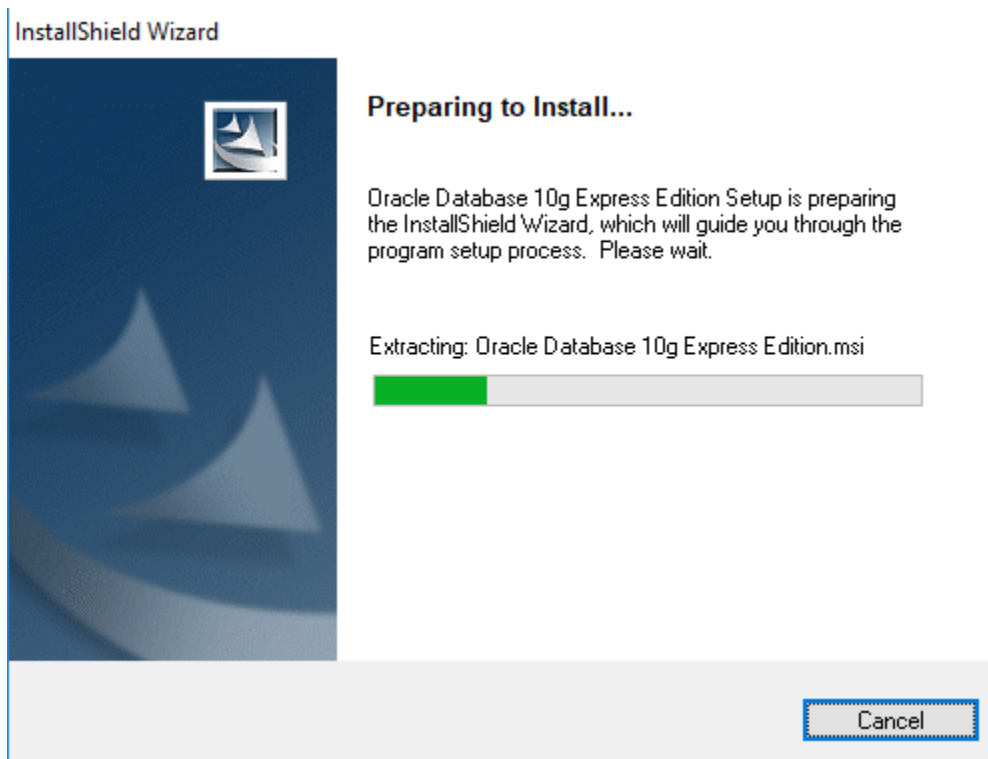 InstallShield Wizard
Preparing to Install...
Oracle Database 10g Express Edition Setup is preparing
the InstallShield Wizard, which will guide you through the
program setup process.  Please wait.
Extracting: Oracle Database 10g Express Edition.msi
Cancel